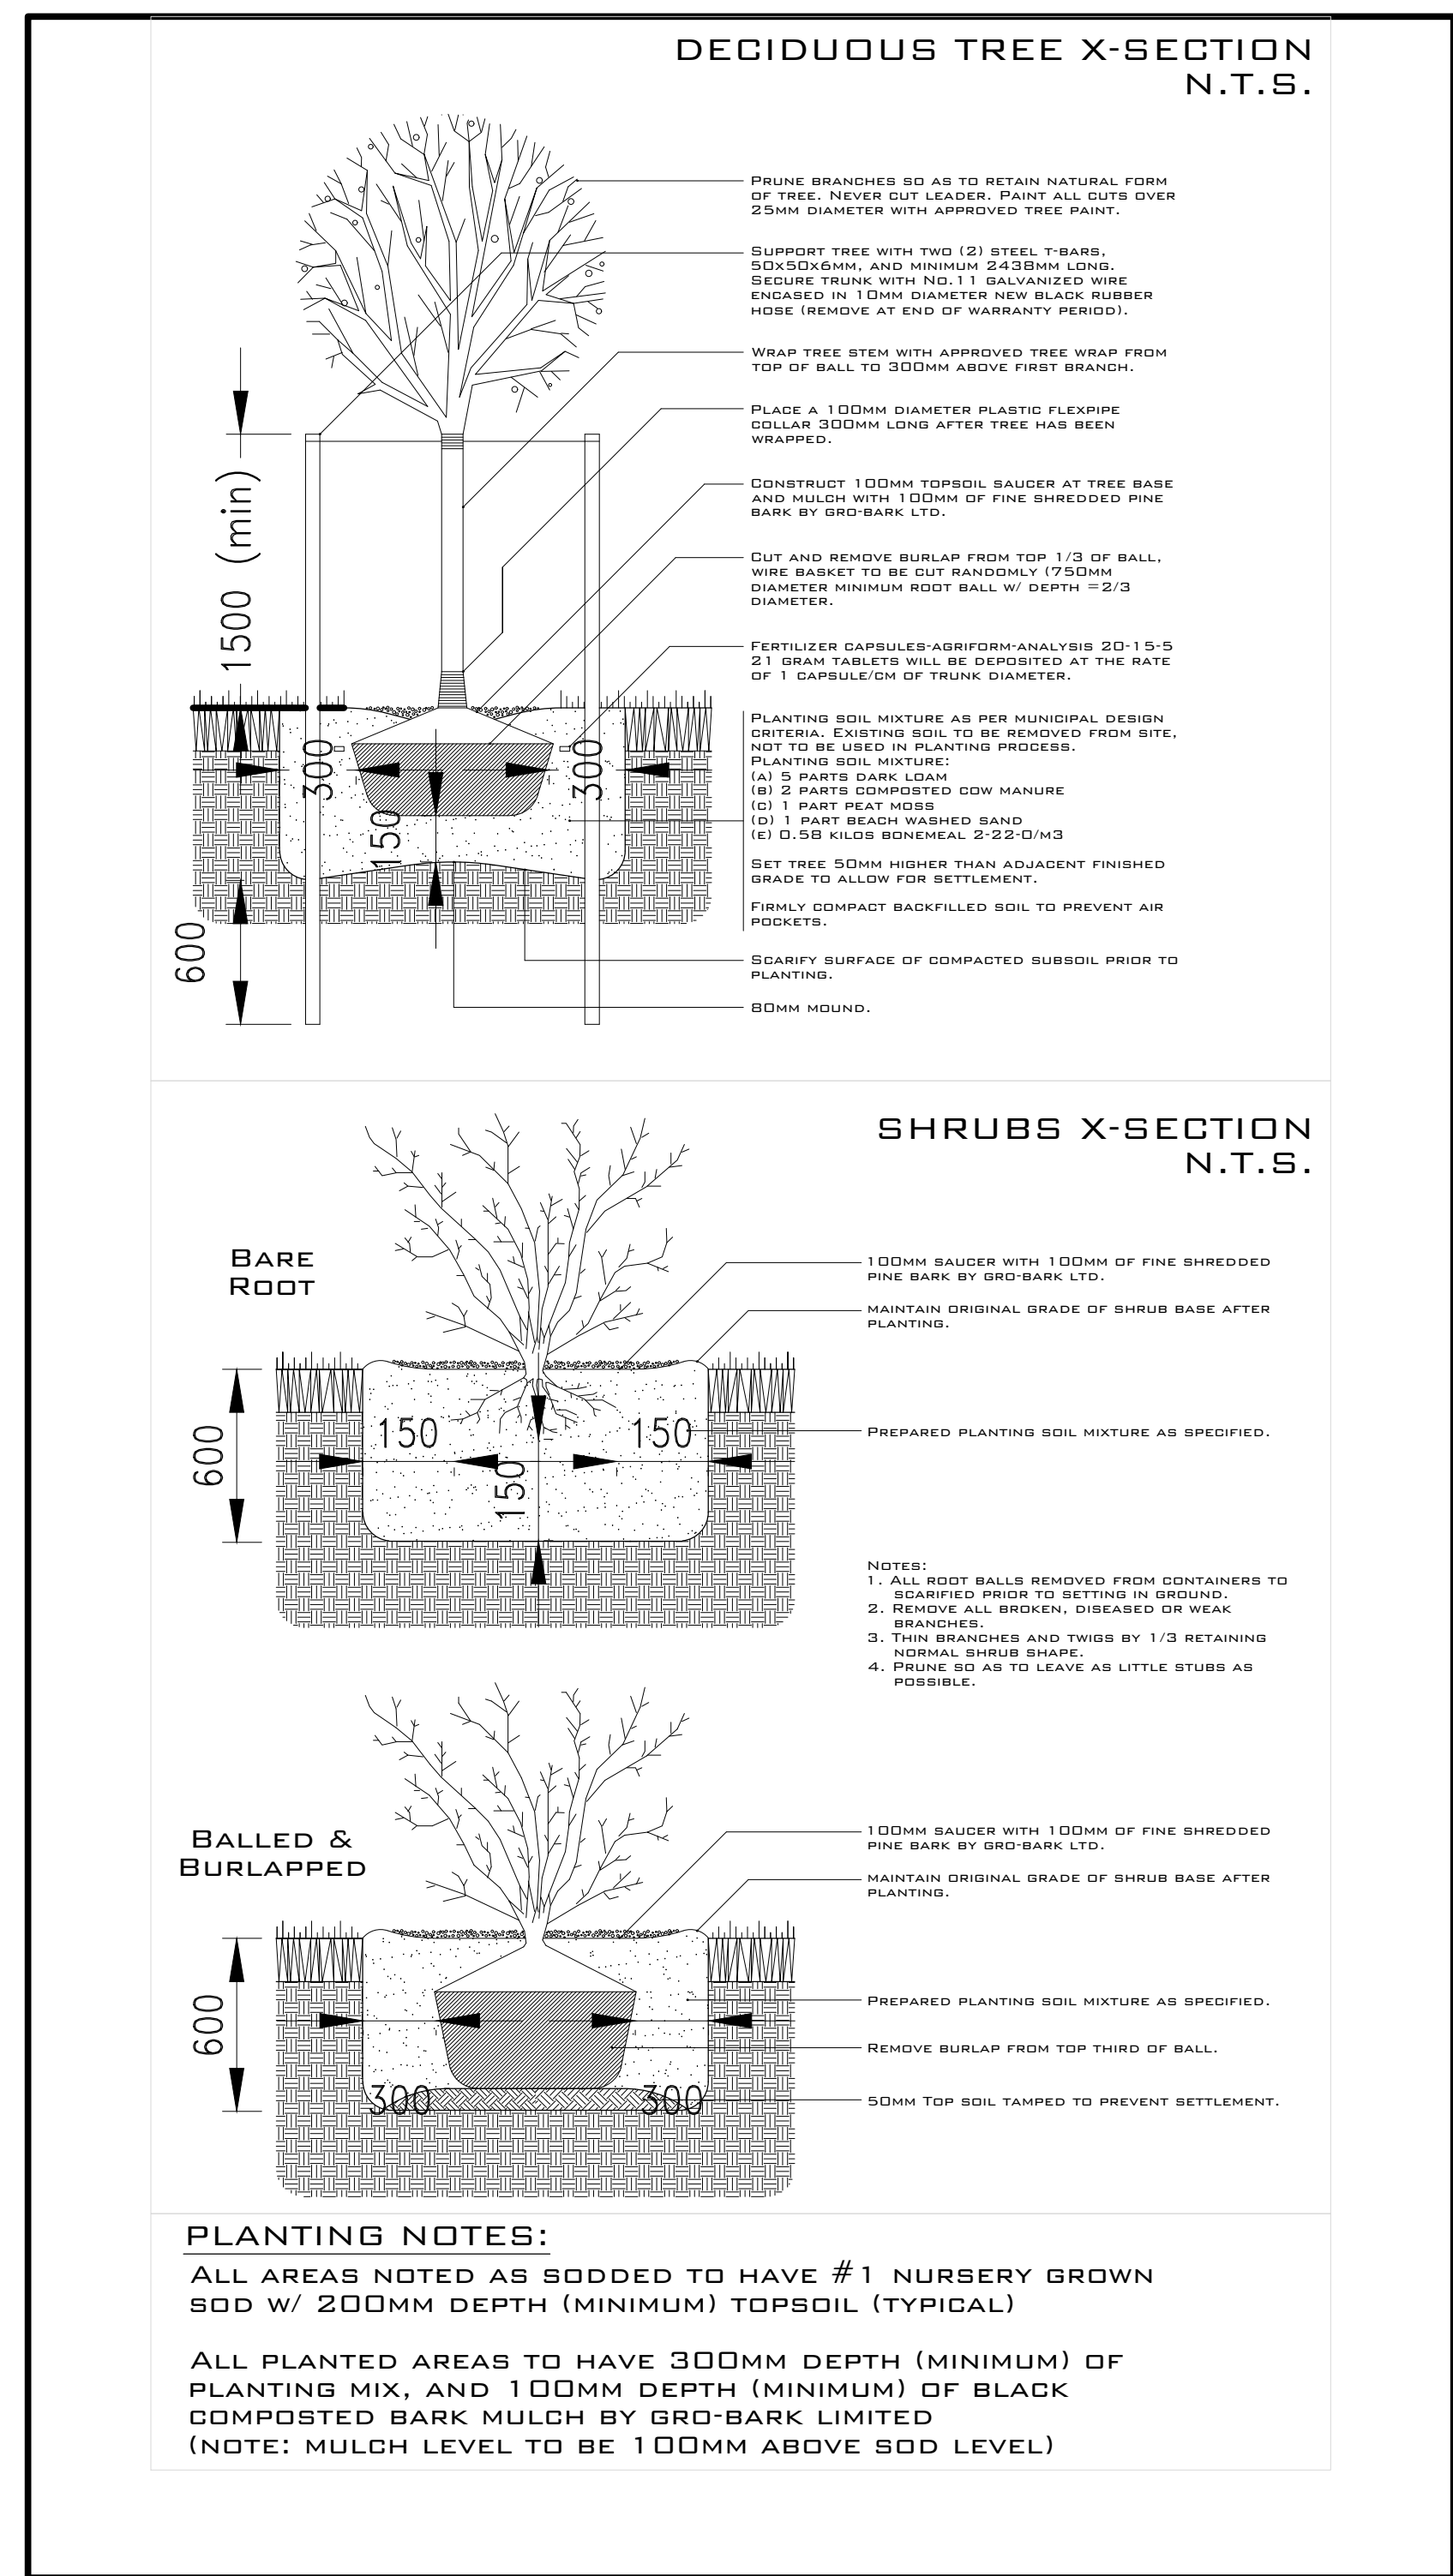 DECIDUOUS TREE X-SECTION
N.T.S.
PRUNE BRANCHES SO AS TO RETAIN NATURAL FORM
OF TREE. NEVER CUT LEADER. PAINT ALL CUTS OVER
25MM DIAMETER WITH APPROVED TREE PAINT.
SUPPORT TREE WITH TWO (2) STEEL T-BARS,
50X50X6MM, AND MINIMUM 2438MM LONG.
SECURE TRUNK WITH NO.11 GALVANIZED WIRE
ENCASED IN 10MM DIAMETER NEW BLACK RUBBER
HOSE (REMOVE AT END OF WARRANTY PERIOD).
WRAP TREE STEM WITH APPROVED TREE WRAP FROM
TOP OF BALL TO 300MM ABOVE FIRST BRANCH.
PLACE A 100MM DIAMETER PLASTIC FLEXPIPE
COLLAR 300MM LONG AFTER TREE HAS BEEN
WRAPPED.
CONSTRUCT 100MM TOPSOIL SAUCER AT TREE BASE
AND MULCH WITH 100MM OF FINE SHREDDED PINE
BARK BY GRO-BARK LTD.
CUT AND REMOVE BURLAP FROM TOP 1/3 OF BALL,
WIRE BASKET TO BE CUT RANDOMLY (750MM
DIAMETER MINIMUM ROOT BALL W/ DEPTH =2/3
DIAMETER.
FERTILIZER CAPSULES-AGRIFORM-ANALYSIS 20-15-5
21 GRAM TABLETS WILL BE DEPOSITED AT THE RATE
OF 1 CAPSULE/CM OF TRUNK DIAMETER.
PLANTING SOIL MIXTURE AS PER MUNICIPAL DESIGN
CRITERIA. EXISTING SOIL TO BE REMOVED FROM SITE,
NOT TO BE USED IN PLANTING PROCESS.
PLANTING SOIL MIXTURE:
(A) 5 PARTS DARK LOAM
(B) 2 PARTS COMPOSTED COW MANURE
(C) 1 PART PEAT MOSS
(D) 1 PART BEACH WASHED SAND
(E) 0.58 KILOS BONEMEAL 2-22-0/M3
SET TREE 50MM HIGHER THAN ADJACENT FINISHED
GRADE TO ALLOW FOR SETTLEMENT.
FIRMLY COMPACT BACKFILLED SOIL TO PREVENT AIR
POCKETS.
SCARIFY SURFACE OF COMPACTED SUBSOIL PRIOR TO
PLANTING.
80MM MOUND.
1500 (min)
300
300
150
600
SHRUBS X-SECTION
N.T.S.
BARE
ROOT
100MM SAUCER WITH 100MM OF FINE SHREDDED
PINE BARK BY GRO-BARK LTD.
MAINTAIN ORIGINAL GRADE OF SHRUB BASE AFTER
PLANTING.
PREPARED PLANTING SOIL MIXTURE AS SPECIFIED.
600
150
150
150
NOTES:
1. ALL ROOT BALLS REMOVED FROM CONTAINERS TO
SCARIFIED PRIOR TO SETTING IN GROUND.
2. REMOVE ALL BROKEN, DISEASED OR WEAK
BRANCHES.
3. THIN BRANCHES AND TWIGS BY 1/3 RETAINING
NORMAL SHRUB SHAPE.
4. PRUNE SO AS TO LEAVE AS LITTLE STUBS AS
POSSIBLE.
BALLED &
BURLAPPED
100MM SAUCER WITH 100MM OF FINE SHREDDED
PINE BARK BY GRO-BARK LTD.
MAINTAIN ORIGINAL GRADE OF SHRUB BASE AFTER
PLANTING.
PREPARED PLANTING SOIL MIXTURE AS SPECIFIED.
REMOVE BURLAP FROM TOP THIRD OF BALL.
50MM TOP SOIL TAMPED TO PREVENT SETTLEMENT.
600
300
300
PLANTING NOTES:
ALL AREAS NOTED AS SODDED TO HAVE #1 NURSERY GROWN
SOD W/ 200MM DEPTH (MINIMUM) TOPSOIL (TYPICAL)
ALL PLANTED AREAS TO HAVE 300MM DEPTH (MINIMUM) OF
PLANTING MIX, AND 100MM DEPTH (MINIMUM) OF BLACK
COMPOSTED BARK MULCH BY GRO-BARK LIMITED
(NOTE: MULCH LEVEL TO BE 100MM ABOVE SOD LEVEL)